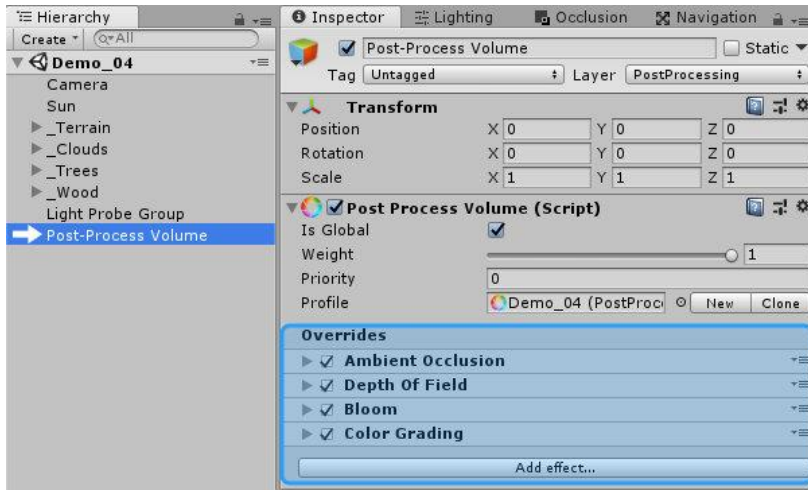 Hierarchy
Create
All
Demo_04
Camera
Sun
_Terrain
_Clouds
_Trees
_Wood
Light Probe Group
Post-Process Volume
Inspector Lighting Occlusion Navigation
Post-Process Volume Static
Tag Untagged Layer PostProcessing
Transform
Position X 0 Y 0 Z 0
Rotation X 0 Y 0 Z 0
Scale X 1 Y 1 Z 1
Post Process Volume (Script)
Is Global
Weight 1
Priority 0
Profile Demo_04 (PostProc New Clone
Overrides
Ambient Occlusion
Depth Of Field
Bloom
Color Grading
Add effect...